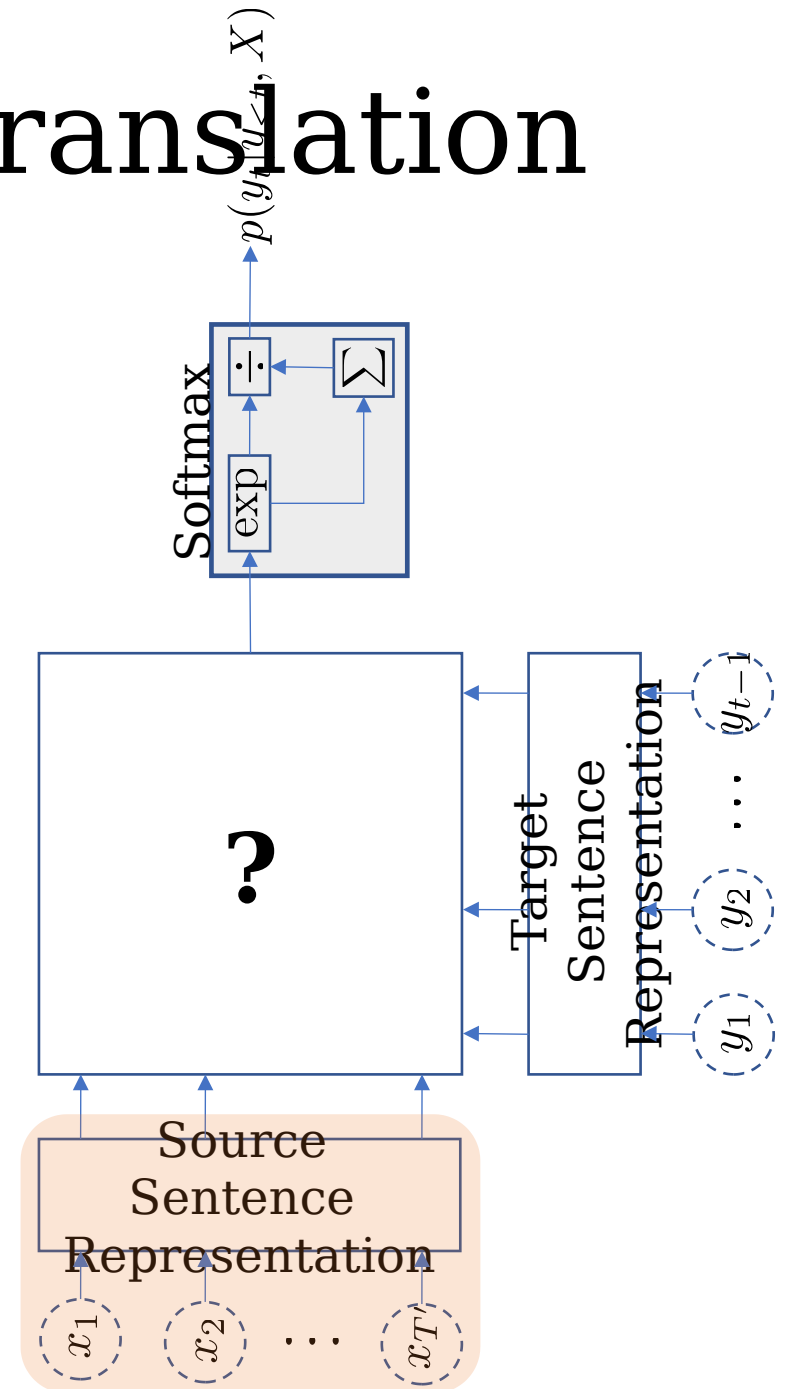 ranslation
p(y_t|y_{<t}, X)
Softmax
÷
∑
exp
?
Target
Sentence
Representation
y_{t−1}
⋯
y_2
y_1
Source
Sentence
Representation
x_1
x_2
⋯
x_{T′}